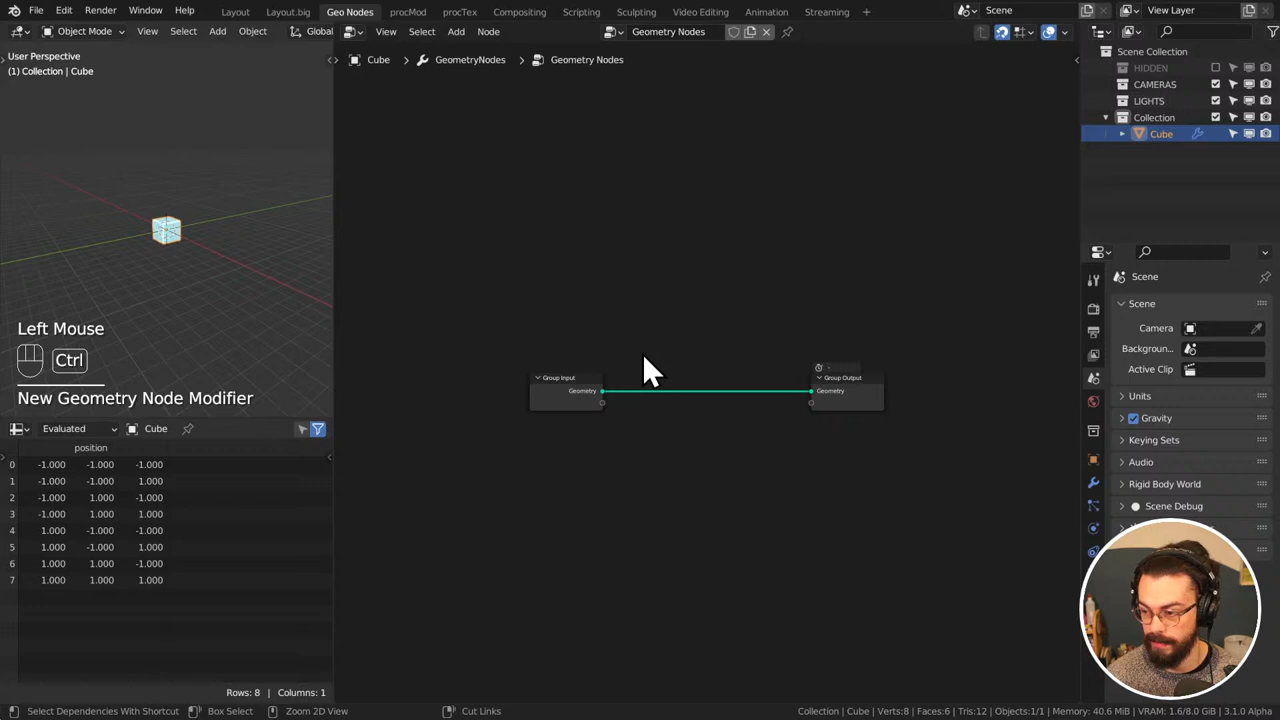 File Edit Render Window Help Layout Layout.big Geo Nodes procMod procTex Compositing Scripting Sculpting Video Editing Animation Streaming + Scene View Layer
Object Mode View Select Add Object Global View Select Add Node Geometry Nodes
User Perspective
(1) Collection | Cube
Cube > GeometryNodes > Geometry Nodes
Scene Collection
HIDDEN
CAMERAS
LIGHTS
Collection
Cube
Scene
Scene
Camera
Backgroun...
Active Clip
Units
Gravity
Keying Sets
Audio
Rigid Body World
Scene Debug
Left Mouse
Ctrl
New Geometry Node Modifier
Group Input
Geometry
-
Group Output
Geometry
Evaluated Cube
position
0 -1.000 -1.000 -1.000
1 -1.000 -1.000 1.000
2 -1.000 1.000 -1.000
3 -1.000 1.000 1.000
4 1.000 -1.000 -1.000
5 1.000 -1.000 1.000
6 1.000 1.000 -1.000
7 1.000 1.000 1.000
Rows: 8 | Columns: 1
Select Dependencies With Shortcut Box Select Zoom 2D View Cut Links Collection | Cube | Verts:8 | Faces:6 | Tris:12 | Objects:1/1 | Memory: 40.6 MiB | VRAM: 1.6/8.0 GiB | 3.1.0 Alpha